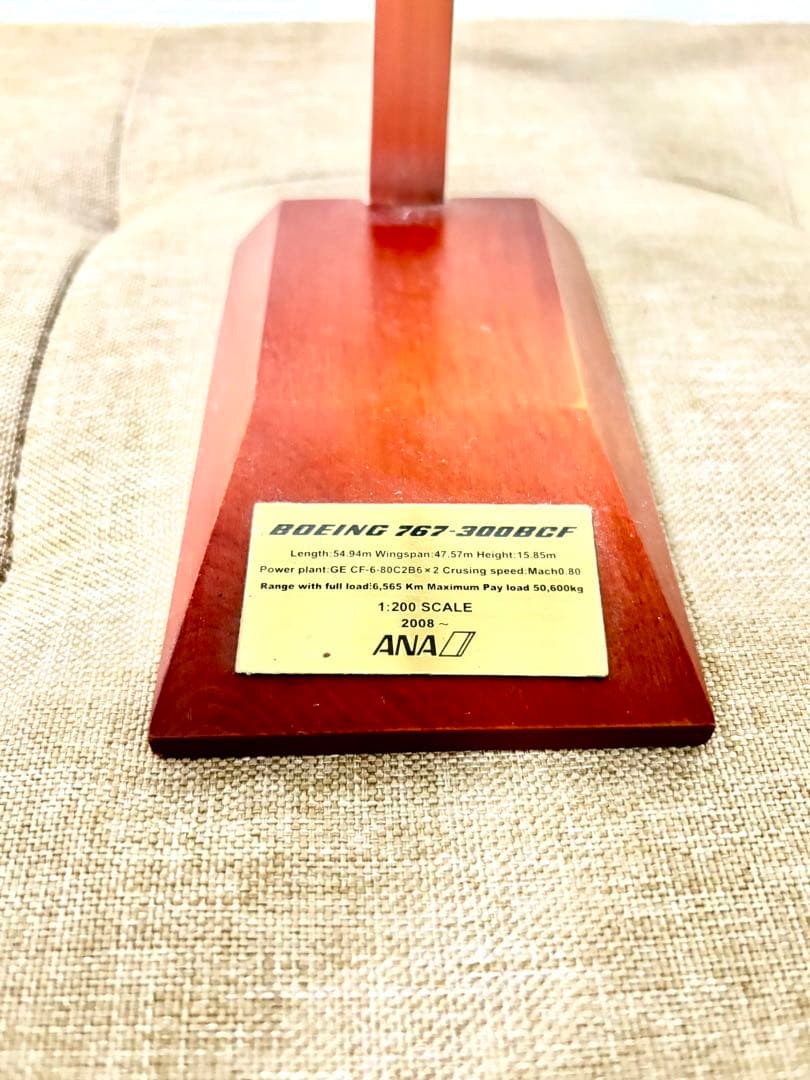 BOEING 767-300BCF
Length:54.94m Wingspan:47.57m Height:15.85m
Power plant:GE CF-6-80C2B6×2 Crusing speed:Mach0.80
Range with full load:6,565 Km Maximum Pay load 50,600kg
1:200 SCALE
2008～
ANA